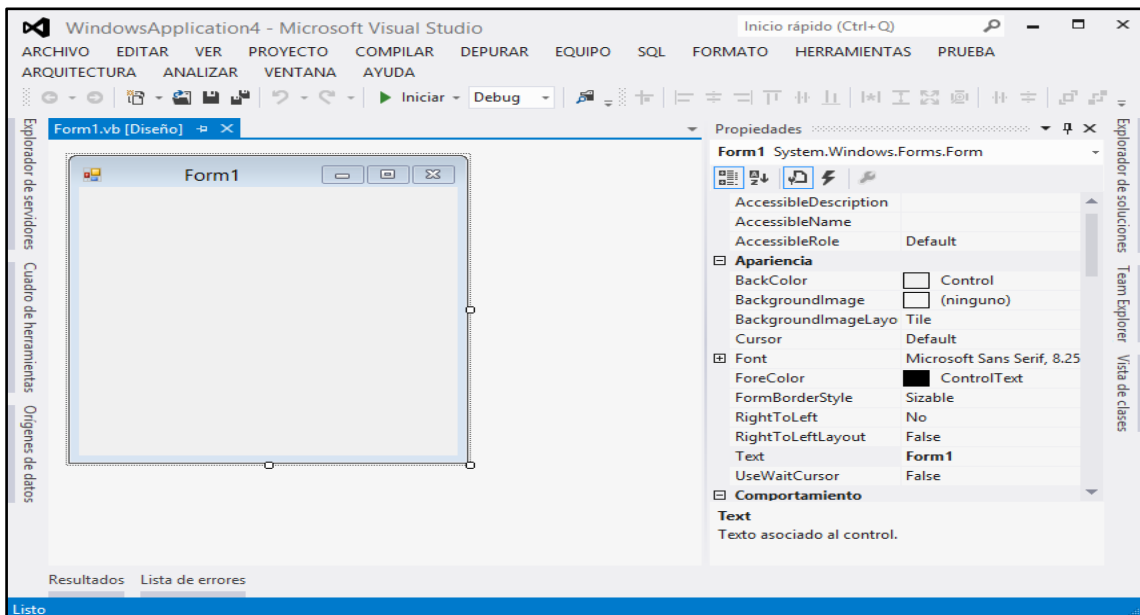 WindowsApplication4 - Microsoft Visual Studio
Inicio rápido (Ctrl+Q)
ARCHIVO EDITAR VER PROYECTO COMPILAR DEPURAR EQUIPO SQL FORMATO HERRAMIENTAS PRUEBA
ARQUITECTURA ANALIZAR VENTANA AYUDA
Iniciar Debug
Explorador de servidores
Cuadro de herramientas
Orígenes de datos
Form1.vb [Diseño]
Form1
Propiedades
Form1 System.Windows.Forms.Form
AccessibleDescription
AccessibleName
AccessibleRole Default
Apariencia
BackColor Control
BackgroundImage (ninguno)
BackgroundImageLayo Tile
Cursor Default
Font Microsoft Sans Serif, 8.25
ForeColor ControlText
FormBorderStyle Sizable
RightToLeft No
RightToLeftLayout False
Text Form1
UseWaitCursor False
Comportamiento
Text
Texto asociado al control.
Explorador de soluciones
Team Explorer
Vista de clases
Resultados Lista de errores
Listo